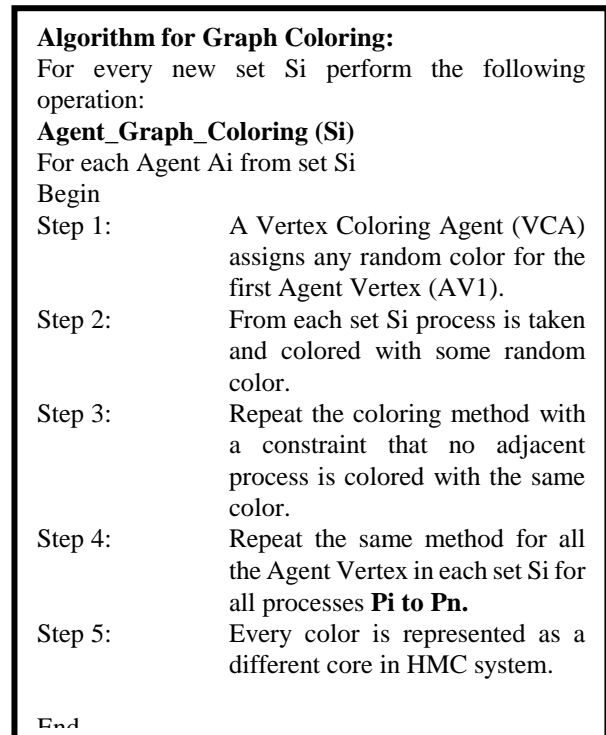 Algorithm for Graph Coloring:
For every new set Si perform the following
operation:
Agent_Graph_Coloring (Si)
For each Agent Ai from set Si
Begin
Step 1: A Vertex Coloring Agent (VCA)
assigns any random color for the
first Agent Vertex (AV1).
Step 2: From each set Si process is taken
and colored with some random
color.
Step 3: Repeat the coloring method with
a constraint that no adjacent
process is colored with the same
color.
Step 4: Repeat the same method for all
the Agent Vertex in each set Si for
all processes Pi to Pn.
Step 5: Every color is represented as a
different core in HMC system.
End